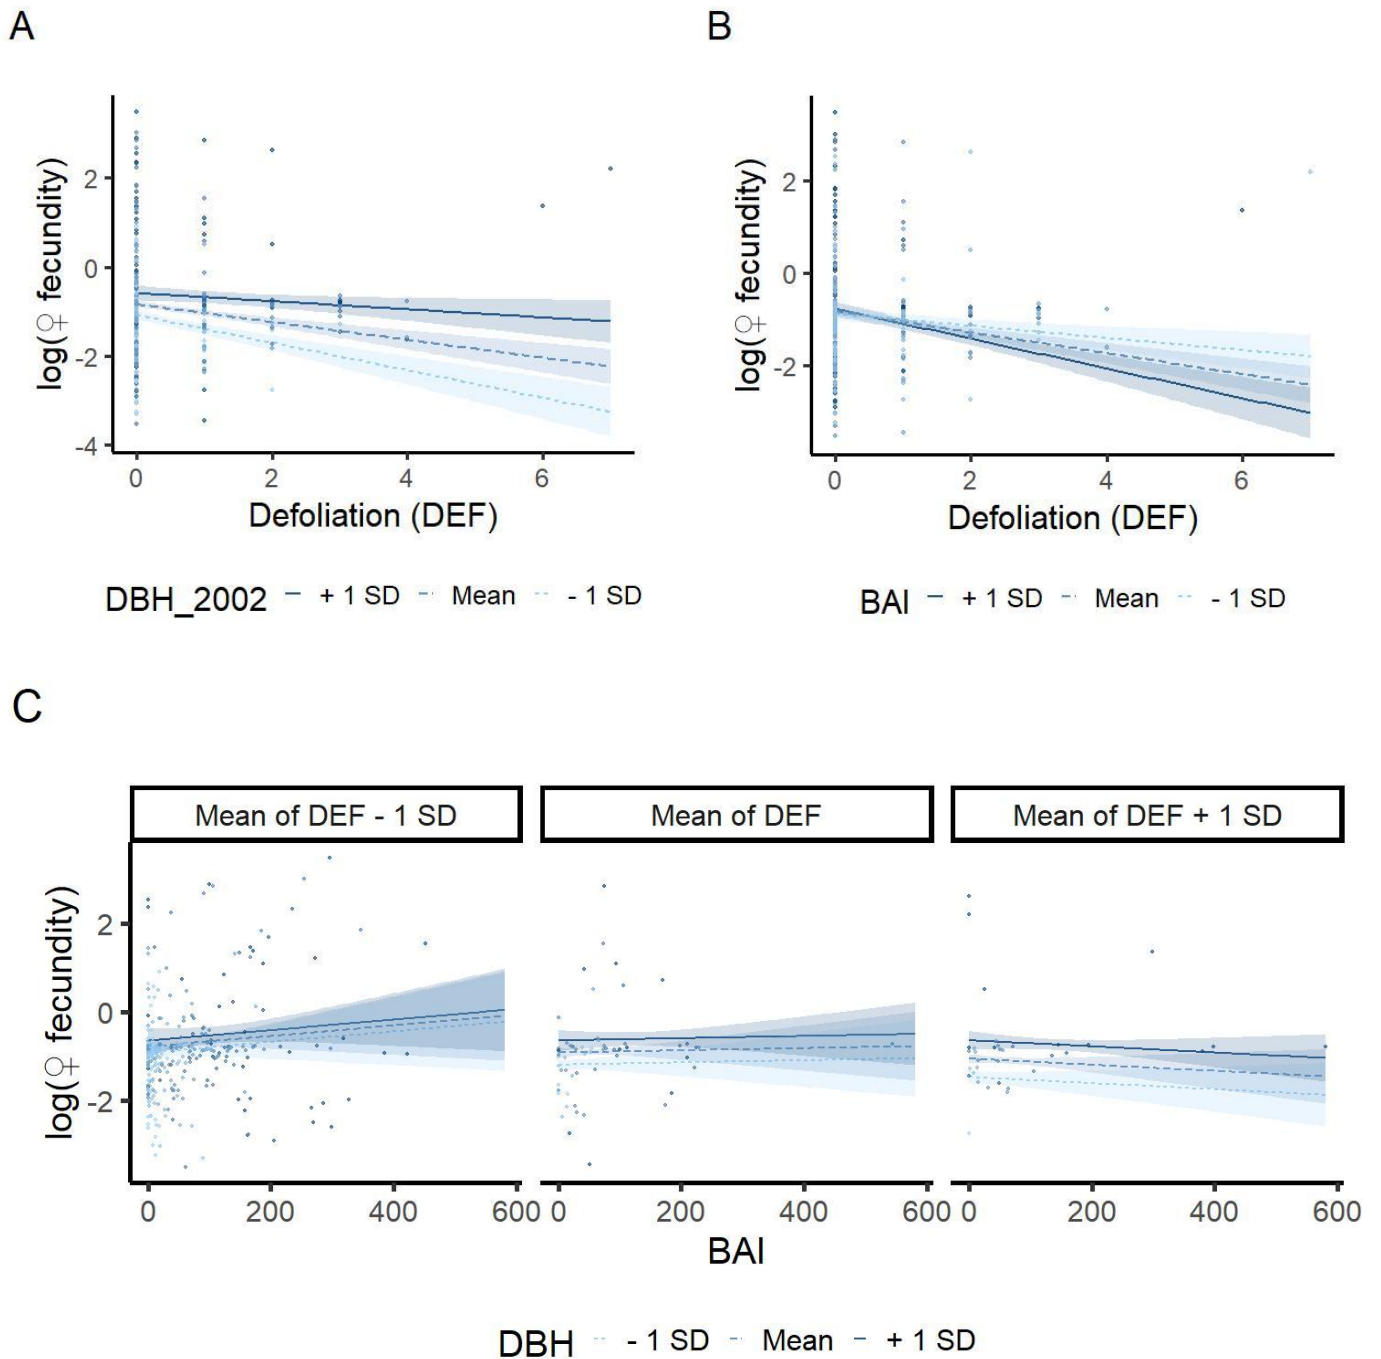 A
B
log(♀ fecundity)
2
0
-2
-4
0 2 4 6
Defoliation (DEF)
DBH_2002 + 1 SD Mean - 1 SD
log(♀ fecundity)
2
0
-2
0 2 4 6
Defoliation (DEF)
BAI + 1 SD Mean - 1 SD
C
Mean of DEF - 1 SD Mean of DEF Mean of DEF + 1 SD
log(♀ fecundity)
2
0
-2
0 200 400 600 0 200 400 600 0 200 400 600
BAI
DBH - 1 SD Mean + 1 SD